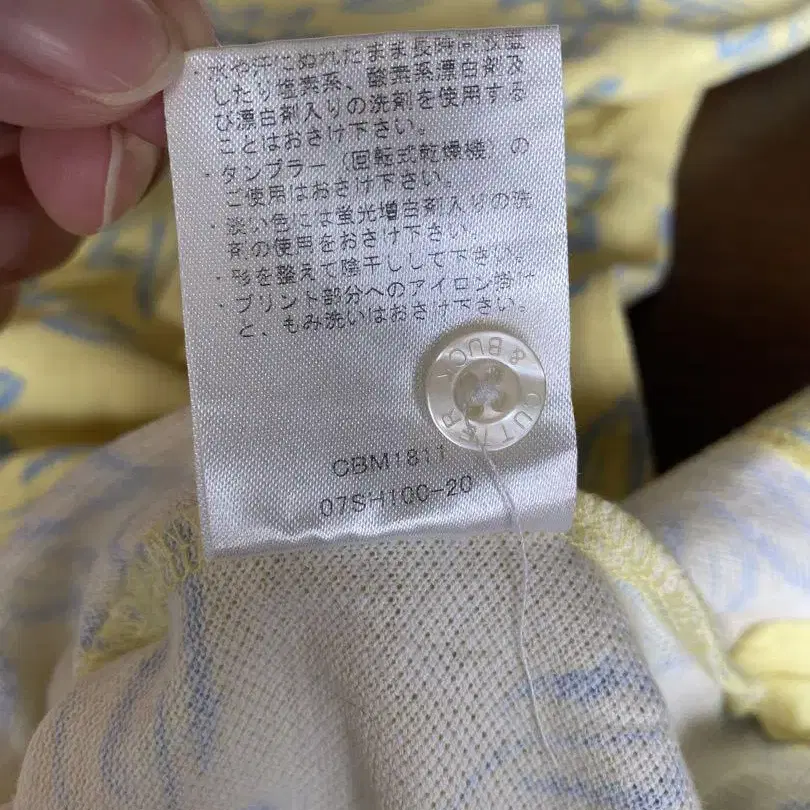 ・水や汗にぬれたまま長時間放置
したり塩素系、酸素系漂白剤及
び漂白剤入りの洗剤を使用する
ことはおさけ下さい。
・タンブラー（回転式乾燥機）の
ご使用はおさけ下さい。
・淡い色には蛍光増白剤入りの洗
剤の使用をおさけ下さい。
・形を整えて陰干しして下さい。
・プリント部分へのアイロン掛け
と、もみ洗いはおさけ下さい。
CUTTER
& BUCK
CBM1811
07SH100-20